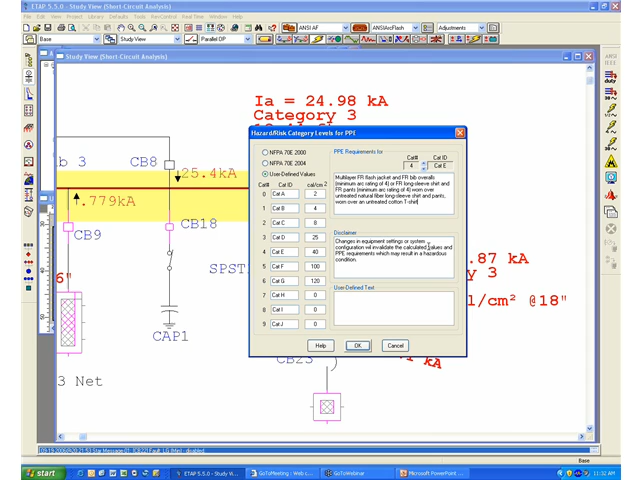 ETAP 5.5.0 - [Study View (Short-Circuit Analysis)]
File Edit View Project Library Defaults Tools RevControl Real-Time Window Help
ANSI AF
ANSIArcFlash
Adjustments
Base
Study View
Parallel OP
Study View (Short-Circuit Analysis)
Ia = 24.98 kA
Category 3
b 3
CB8
25.4kA
.779kA
CB9
CB18
6"
SPST
CAP1
3 Net
CB23
kA
.87 kA
y 3
l/cm² @18"
Hazard/Risk Category Levels for PPE
NFPA 70E 2000
NFPA 70E 2004
User-Defined Values
Cat# Cat ID cal/cm2
0 Cat A 2
1 Cat B 4
2 Cat C 8
3 Cat D 25
4 Cat E 40
5 Cat F 100
6 Cat G 120
7 Cat H 0
8 Cat I 0
9 Cat J 0
PPE Requirements for
Cat# Cat ID
4 Cat E
Multilayer FR flash jacket and FR bib overalls
(minimum arc rating of 4) or FR long-sleeve shirt and
FR pants (minimum arc rating of 4) worn over
untreated natural fiber long-sleeve shirt and pants,
worn over an untreated cotton T-shirt
Disclaimer
Changes in equipment settings or system
configuration will invalidate the calculated values and
PPE requirements which may result in a hazardous
condition.
User-Defined Text
Help OK Cancel
Base
start
ETAP 5.5.0 - [Study Vi...
GoToMeeting : Web c...
GoToWebinar
Microsoft PowerPoint ...
11:32 AM